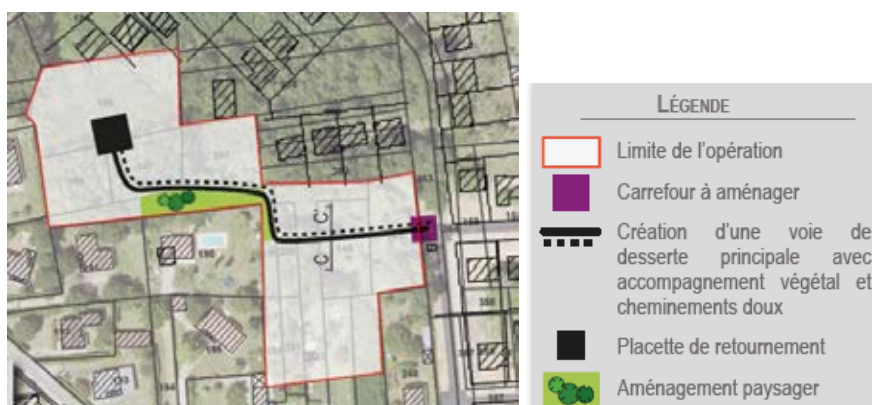 LÉGENDE
Limite de l'opération
Carrefour à aménager
Création d'une voie de
desserte principale avec
accompagnement végétal et
cheminements doux
Placette de retournement
Aménagement paysager
C'
C